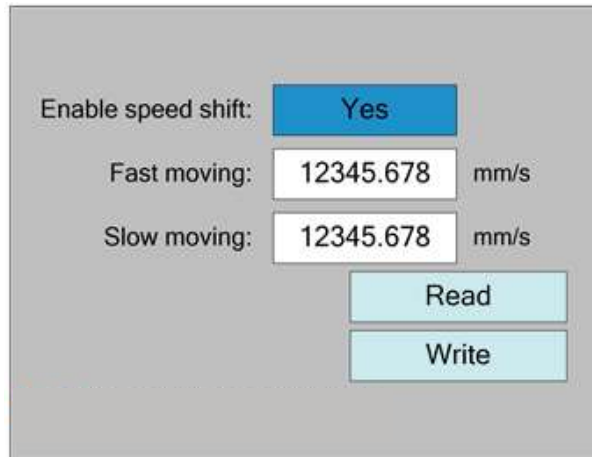 Enable speed shift: Yes
Fast moving: 12345.678 mm/s
Slow moving: 12345.678 mm/s
Read
Write